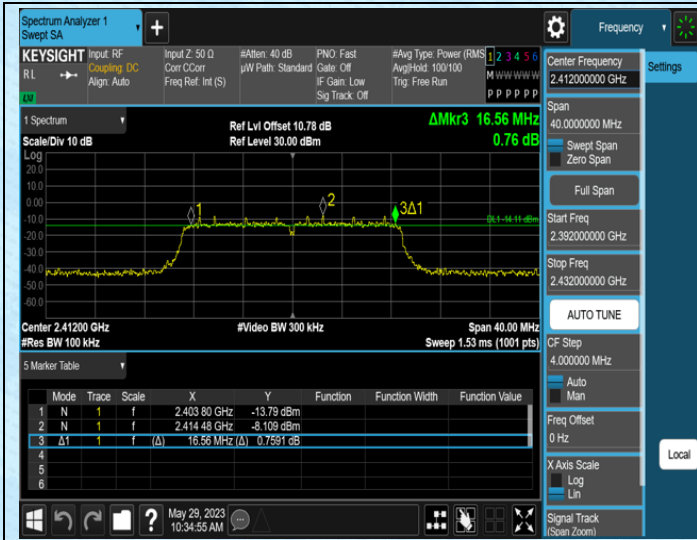 Spectrum Analyzer 1
Swept SA
Frequency
KEYSIGHT
RL
Input: RF
Coupling: DC
Align: Auto
Input Z: 50 Ω
Corr CCorr
Freq Ref: Int (S)
#Atten: 40 dB
µW Path: Standard
PNO: Fast
Gate: Off
IF Gain: Low
Sig Track: Off
#Avg Type: Power (RMS
Avg|Hold: 100/100
Trig: Free Run
1 2 3 4 5 6
M W W W W W
P P P P P P
1 Spectrum
Scale/Div 10 dB
Ref Lvl Offset 10.78 dB
Ref Level 30.00 dBm
ΔMkr3 16.56 MHz
0.76 dB
Log
20.0
10.0
0.00
-10.0
-20.0
-30.0
-40.0
-50.0
-60.0
1
2
3Δ1
DL1 -14.11 dBm
Center 2.41200 GHz
#Res BW 100 kHz
#Video BW 300 kHz
Span 40.00 MHz
Sweep 1.53 ms (1001 pts)
5 Marker Table
Mode Trace Scale X Y Function Function Width Function Value
1 N 1 f 2.403 80 GHz -13.79 dBm
2 N 1 f 2.414 48 GHz -8.109 dBm
3 Δ1 1 f (Δ) 16.56 MHz (Δ) 0.7591 dB
4
5
6
?
May 29, 2023
10:34:55 AM
Center Frequency
2.412000000 GHz
Span
40.0000000 MHz
Swept Span
Zero Span
Full Span
Start Freq
2.392000000 GHz
Stop Freq
2.432000000 GHz
AUTO TUNE
CF Step
4.000000 MHz
Auto
Man
Freq Offset
0 Hz
X Axis Scale
Log
Lin
Signal Track
(Span Zoom)
Settings
Local